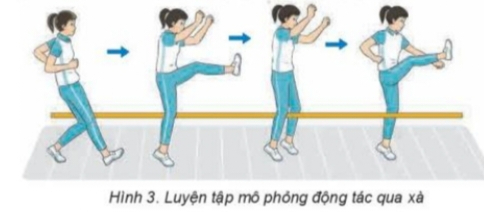 Hình 3. Luyện tập mô phỏng động tác qua xà